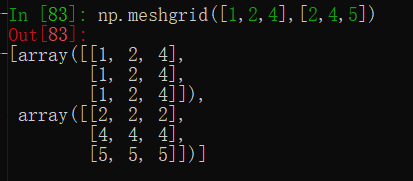 In [83]: np.meshgrid([1,2,4],[2,4,5])
Out[83]:
[array([[1, 2, 4],
        [1, 2, 4],
        [1, 2, 4]]),
 array([[2, 2, 2],
        [4, 4, 4],
        [5, 5, 5]])]